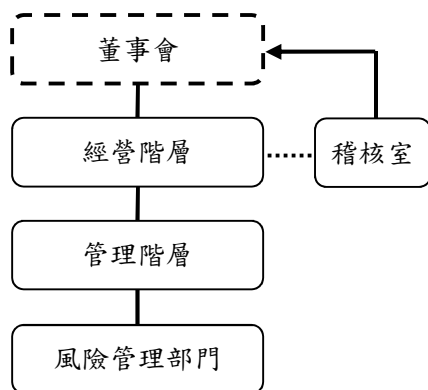 董事會
經營階層
稽核室
管理階層
風險管理部門